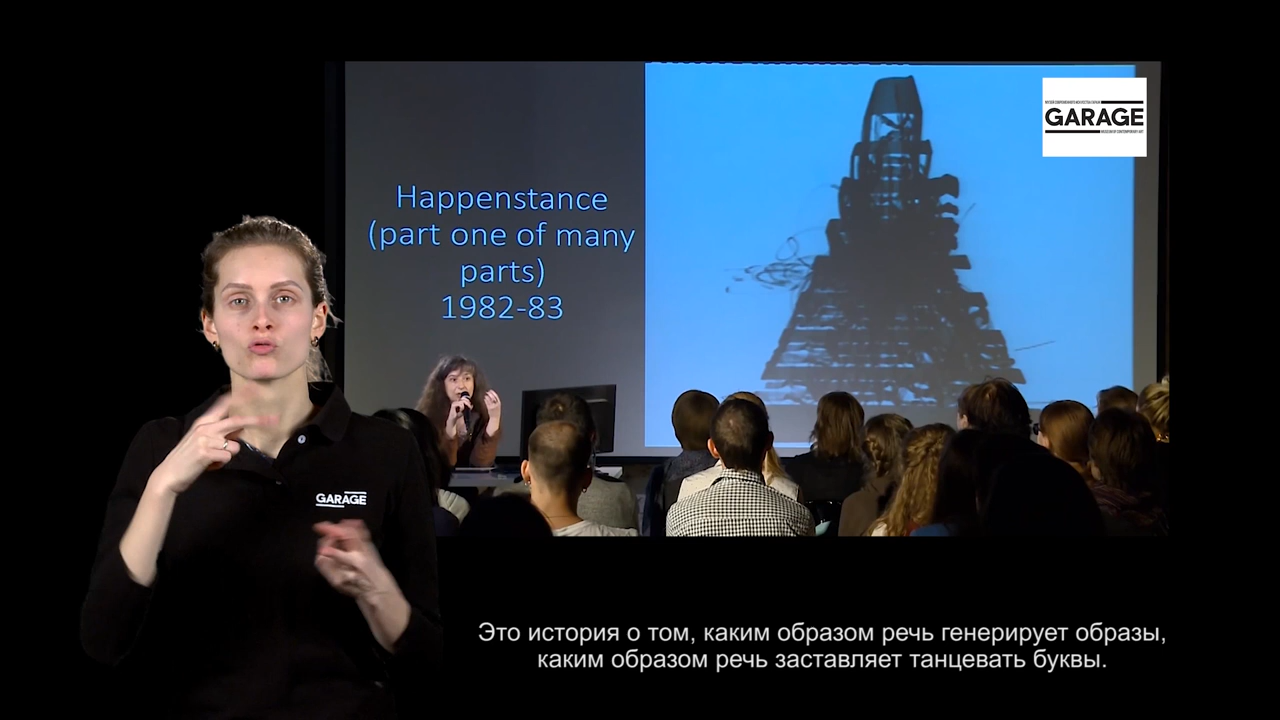 Happenstance
(part one of many
parts)
1982-83
GARAGE
GARAGE
Это история о том, каким образом речь генерирует образы,
каким образом речь заставляет танцевать буквы.